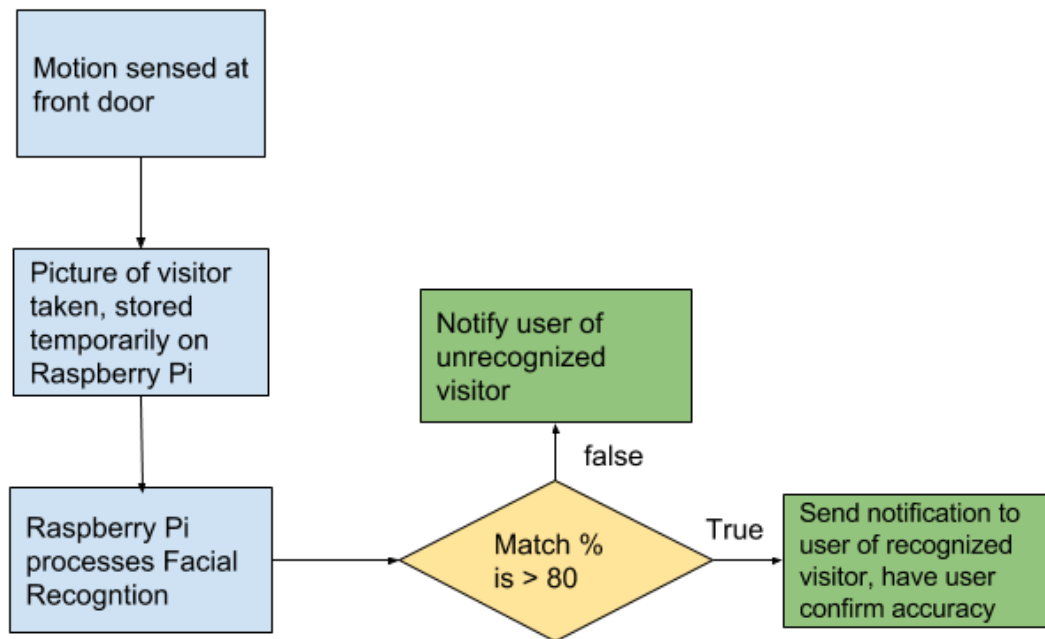 Motion sensed at
front door
Picture of visitor
taken, stored
temporarily on
Raspberry Pi
Notify user of
unrecognized
visitor
false
Raspberry Pi
processes Facial
Recogntion
Match %
is > 80
True
Send notification to
user of recognized
visitor, have user
confirm accuracy